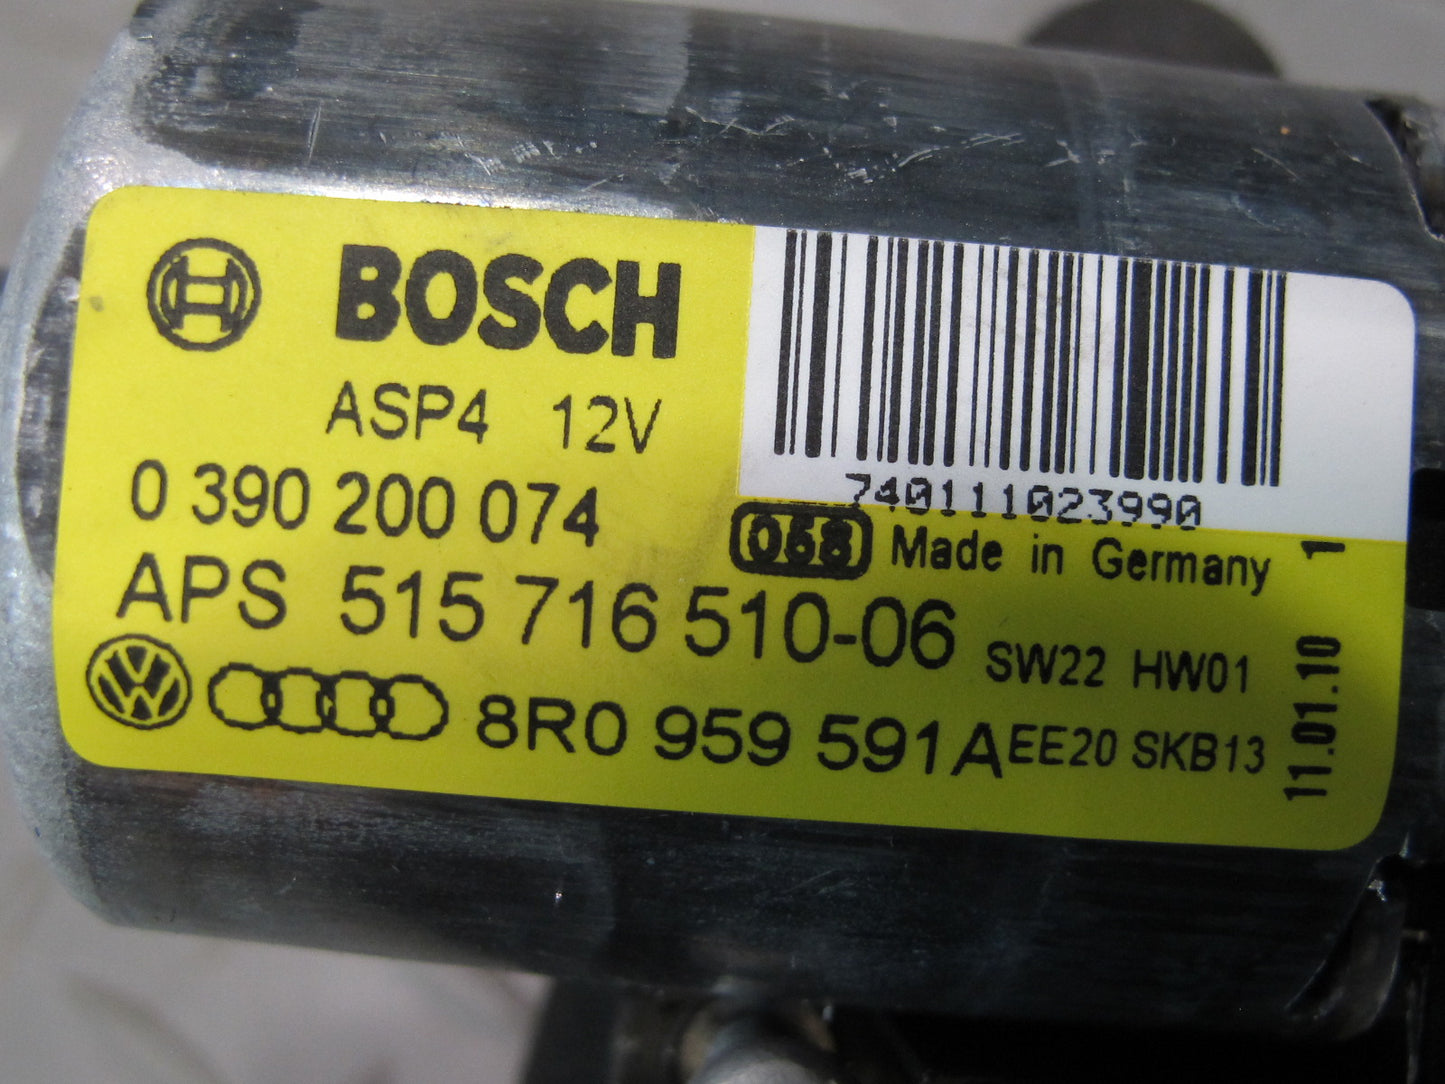 BOSCH
ASP4 12V
740111023990
0 390 200 074
068 Made in Germany 1
APS 515 716 510-06 SW22 HW01
8R0 959 591A EE20 SKB13
11.01.10